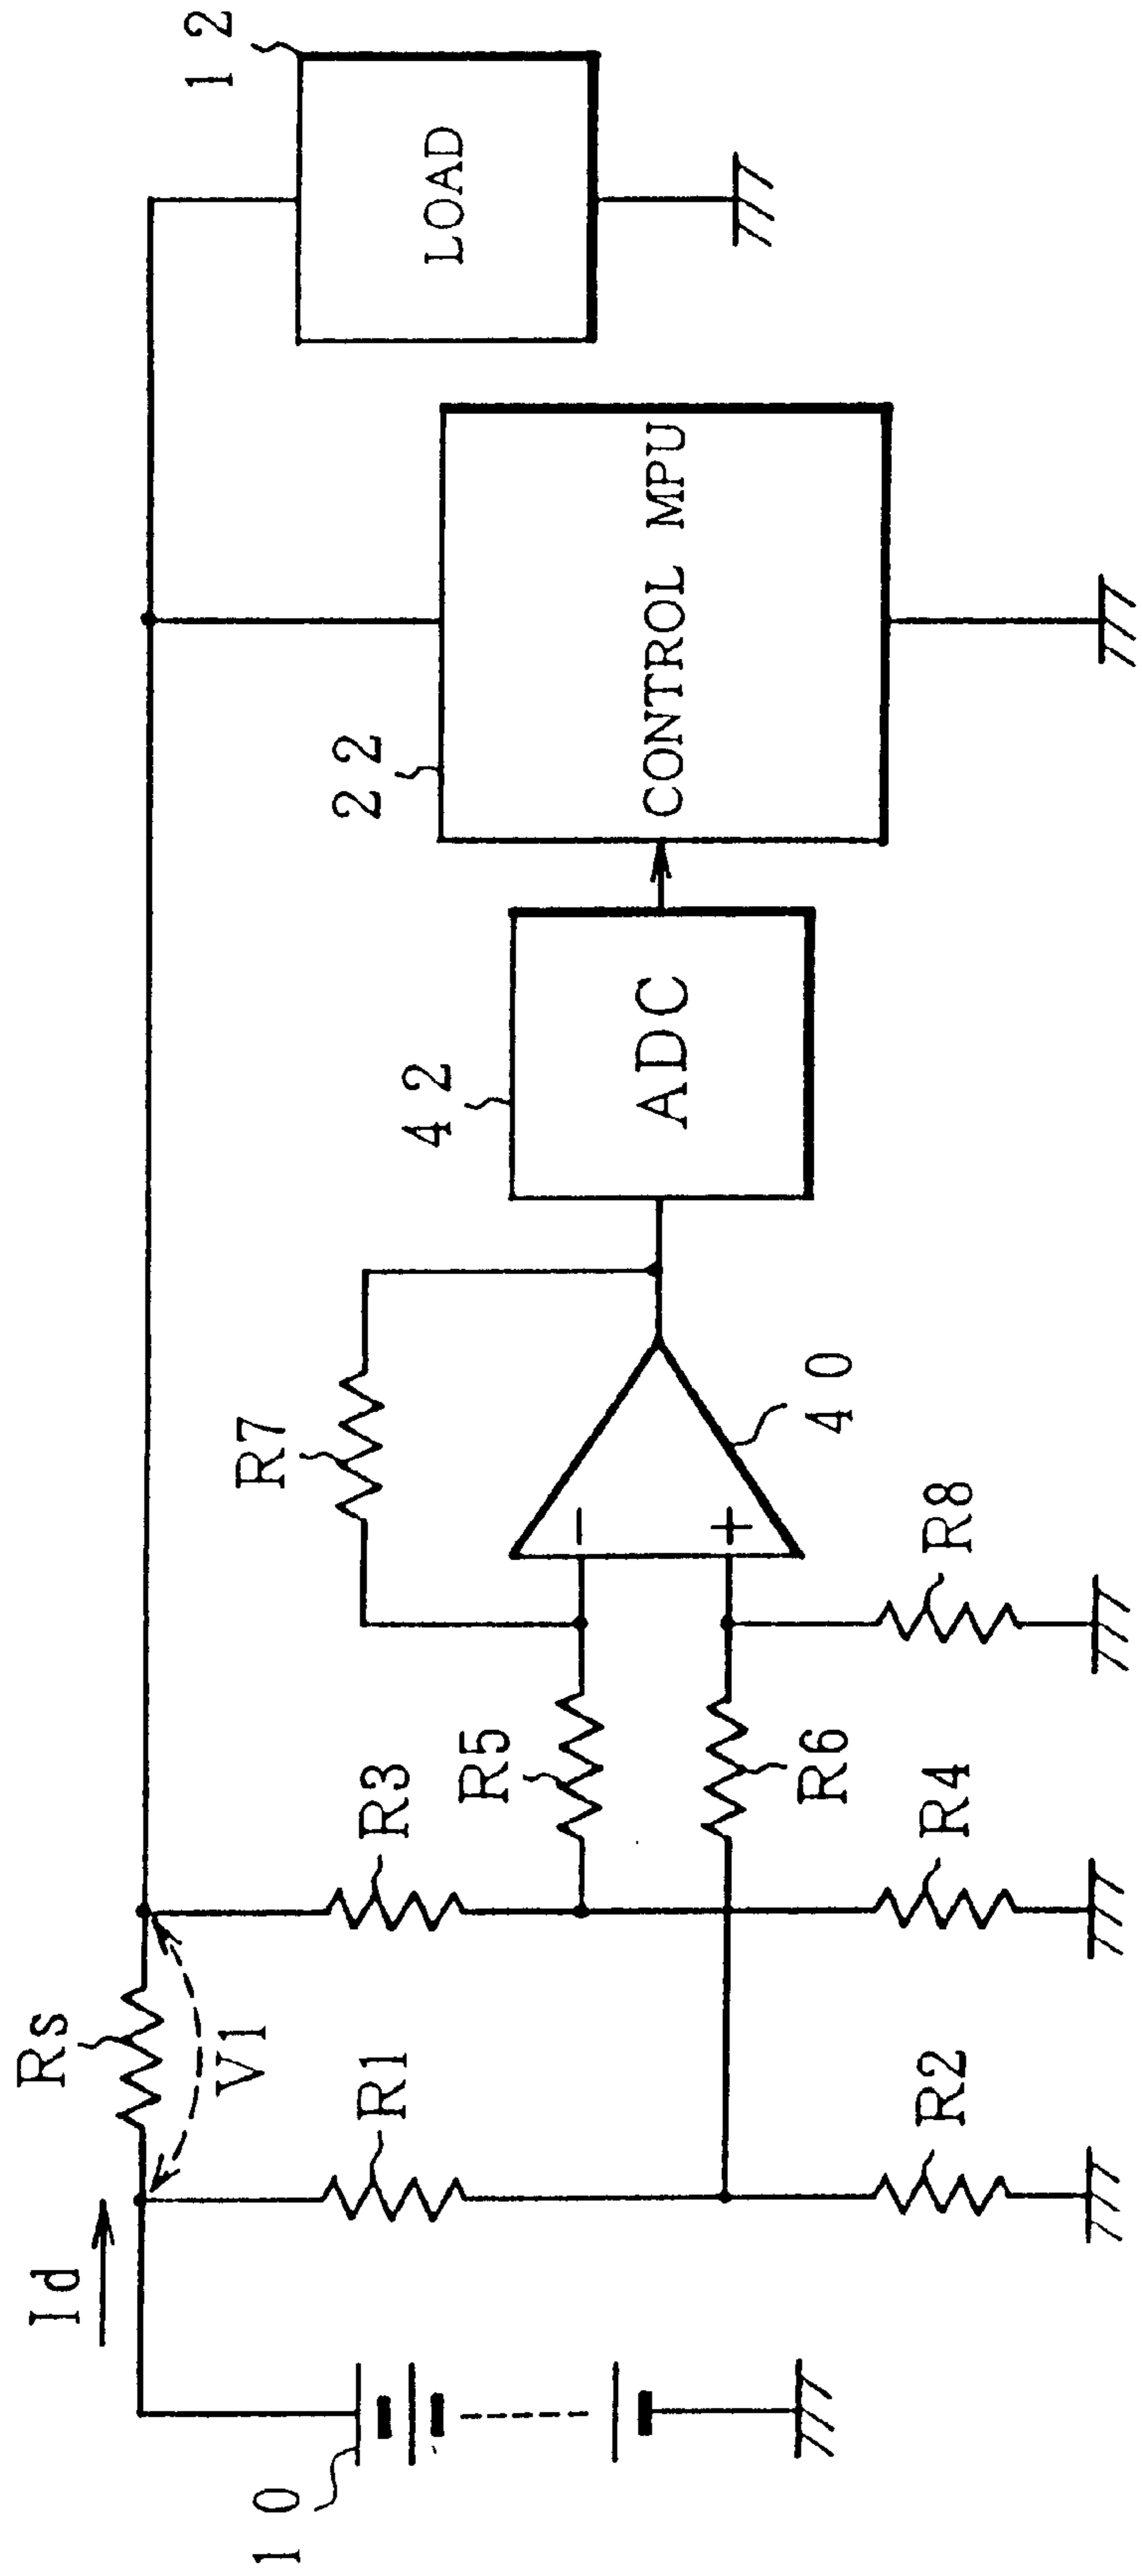 Id
Rs
V1
10
R1
R2
R3
R4
R5
R6
R7
R8
-
+
40
42
ADC
22
CONTROL MPU
12
LOAD